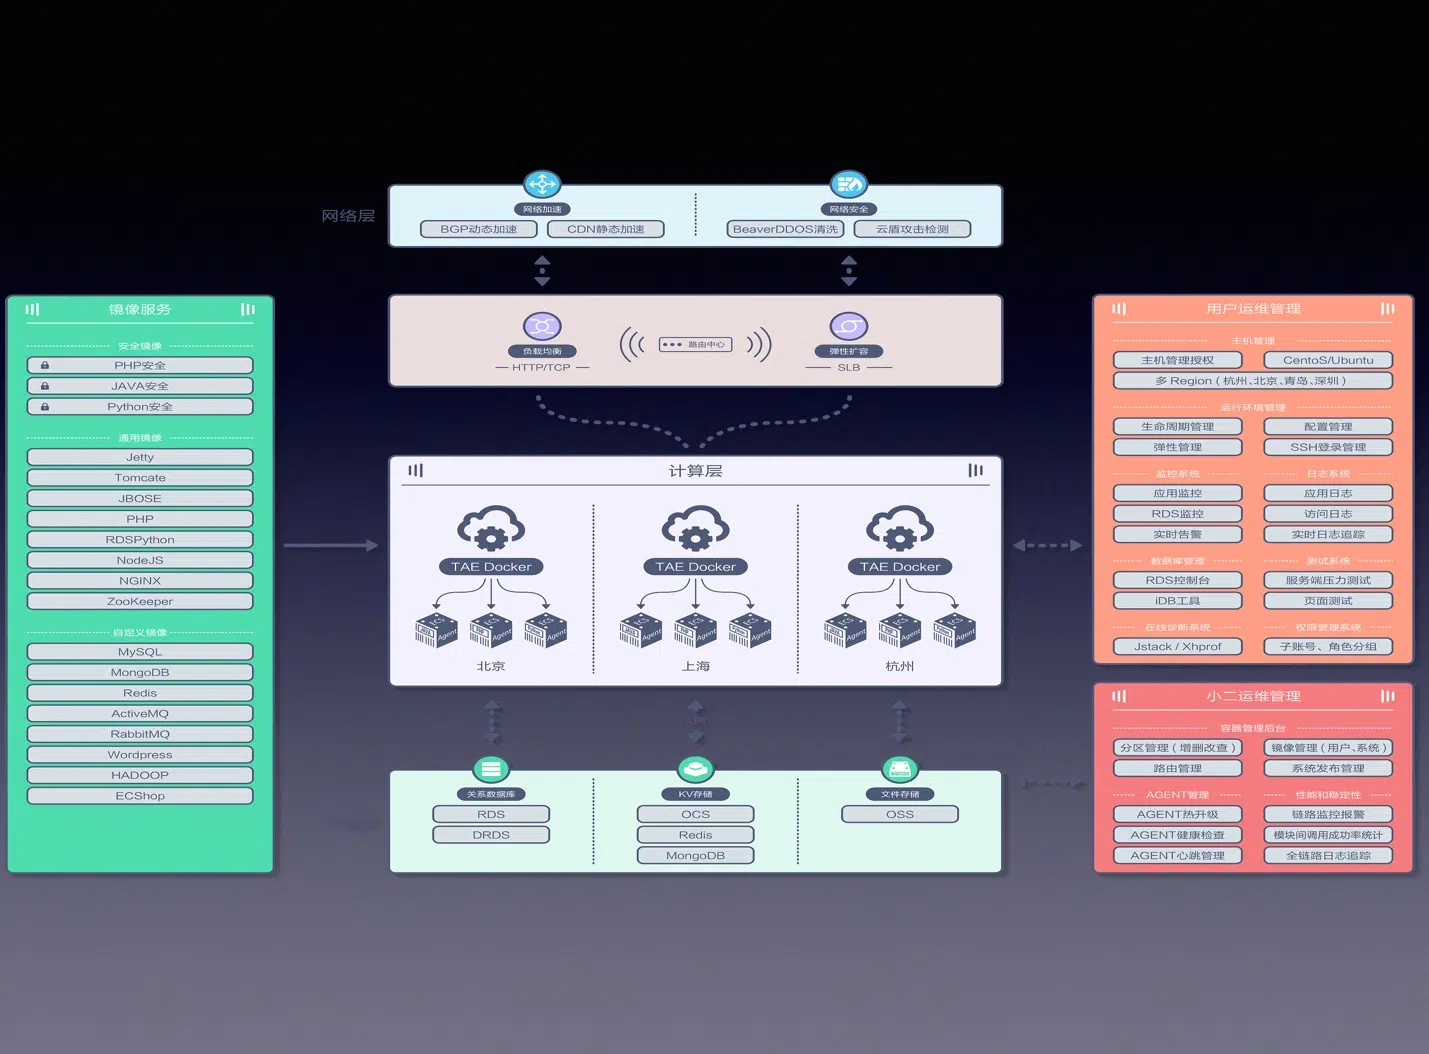 网络层
网络加速
BGP动态加速
CDN静态加速
网络安全
BeaverDDOS清洗
云盾攻击检测
负载均衡
HTTP/TCP
路由中心
弹性扩容
SLB
镜像服务
安全镜像
PHP安全
JAVA安全
Python安全
通用镜像
Jetty
Tomcate
JBOSE
PHP
RDSPython
NodeJS
NGINX
ZooKeeper
自定义镜像
MySQL
MongoDB
Redis
ActiveMQ
RabbitMQ
Wordpress
HADOOP
ECShop
计算层
TAE Docker
ECS
JAVA
Agent
ECS
PHP
Agent
ECS
Agent
北京
TAE Docker
ECS
JAVA
Agent
ECS
PHP
Agent
ECS
Agent
上海
TAE Docker
ECS
JAVA
Agent
ECS
PHP
Agent
ECS
Agent
杭州
关系数据库
RDS
DRDS
KV存储
OCS
Redis
MongoDB
文件存储
OSS
用户运维管理
主机管理
主机管理授权
CentoS/Ubuntu
多 Region ( 杭州、北京、青岛、深圳 )
运行环境管理
生命周期管理
配置管理
弹性管理
SSH登录管理
监控系统
日志系统
应用监控
应用日志
RDS监控
访问日志
实时告警
实时日志追踪
数据库管理
测试系统
RDS控制台
服务端压力测试
iDB工具
页面测试
在线诊断系统
权限管理系统
Jstack / Xhprof
子账号、角色分组
小二运维管理
容器管理后台
分区管理 ( 增删改查 )
镜像管理 ( 用户、系统 )
路由管理
系统发布管理
AGENT管理
性能和稳定性
AGENT热升级
链路监控报警
AGENT健康检查
模块间调用成功率统计
AGENT心跳管理
全链路日志追踪